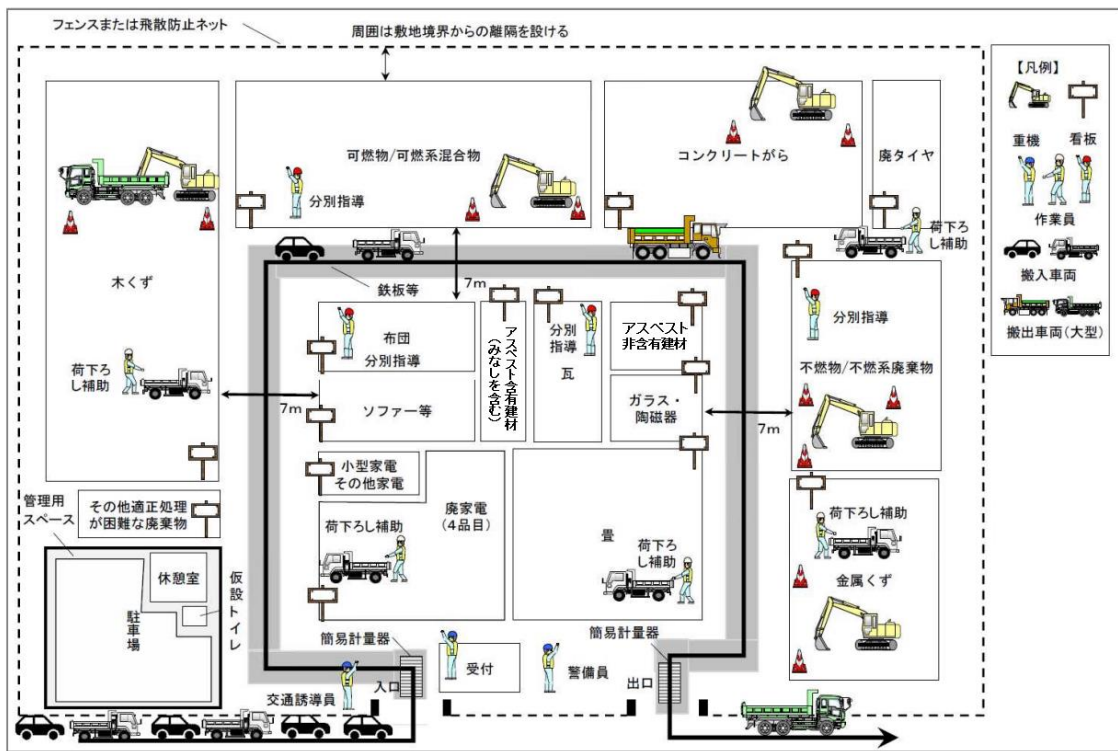 フェンスまたは飛散防止ネット
周囲は敷地境界からの離隔を設ける
【凡例】
重機
看板
作業員
搬入車両
搬出車両(大型)
木くず
荷下ろ
し補助
可燃物/可燃系混合物
分別指導
コンクリートがら
廃タイヤ
荷下ろ
し補助
7m
鉄板等
布団
分別指導
アスベスト含有建材
(みなしを含む)
分別
指導
瓦
アスベスト
非含有建材
分別指導
不燃物/不燃系廃棄物
7m
ソファー等
ガラス・
陶磁器
7m
小型家電
その他家電
廃家電
(4品目)
荷下ろし補助
畳
荷下ろ
し補助
荷下ろし補助
金属くず
その他適正処理
が困難な廃棄物
管理用
スペース
休憩室
仮設トイレ
駐車場
簡易計量器
入口
交通誘導員
受付
警備員
簡易計量器
出口